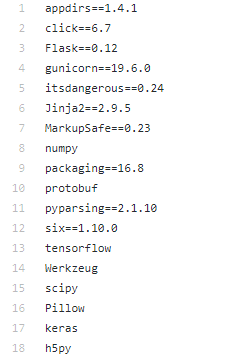 1 appdirs==1.4.1
2 click==6.7
3 Flask==0.12
4 gunicorn==19.6.0
5 itsdangerous==0.24
6 Jinja2==2.9.5
7 MarkupSafe==0.23
8 numpy
9 packaging==16.8
10 protobuf
11 pyparsing==2.1.10
12 six==1.10.0
13 tensorflow
14 Werkzeug
15 scipy
16 Pillow
17 keras
18 h5py